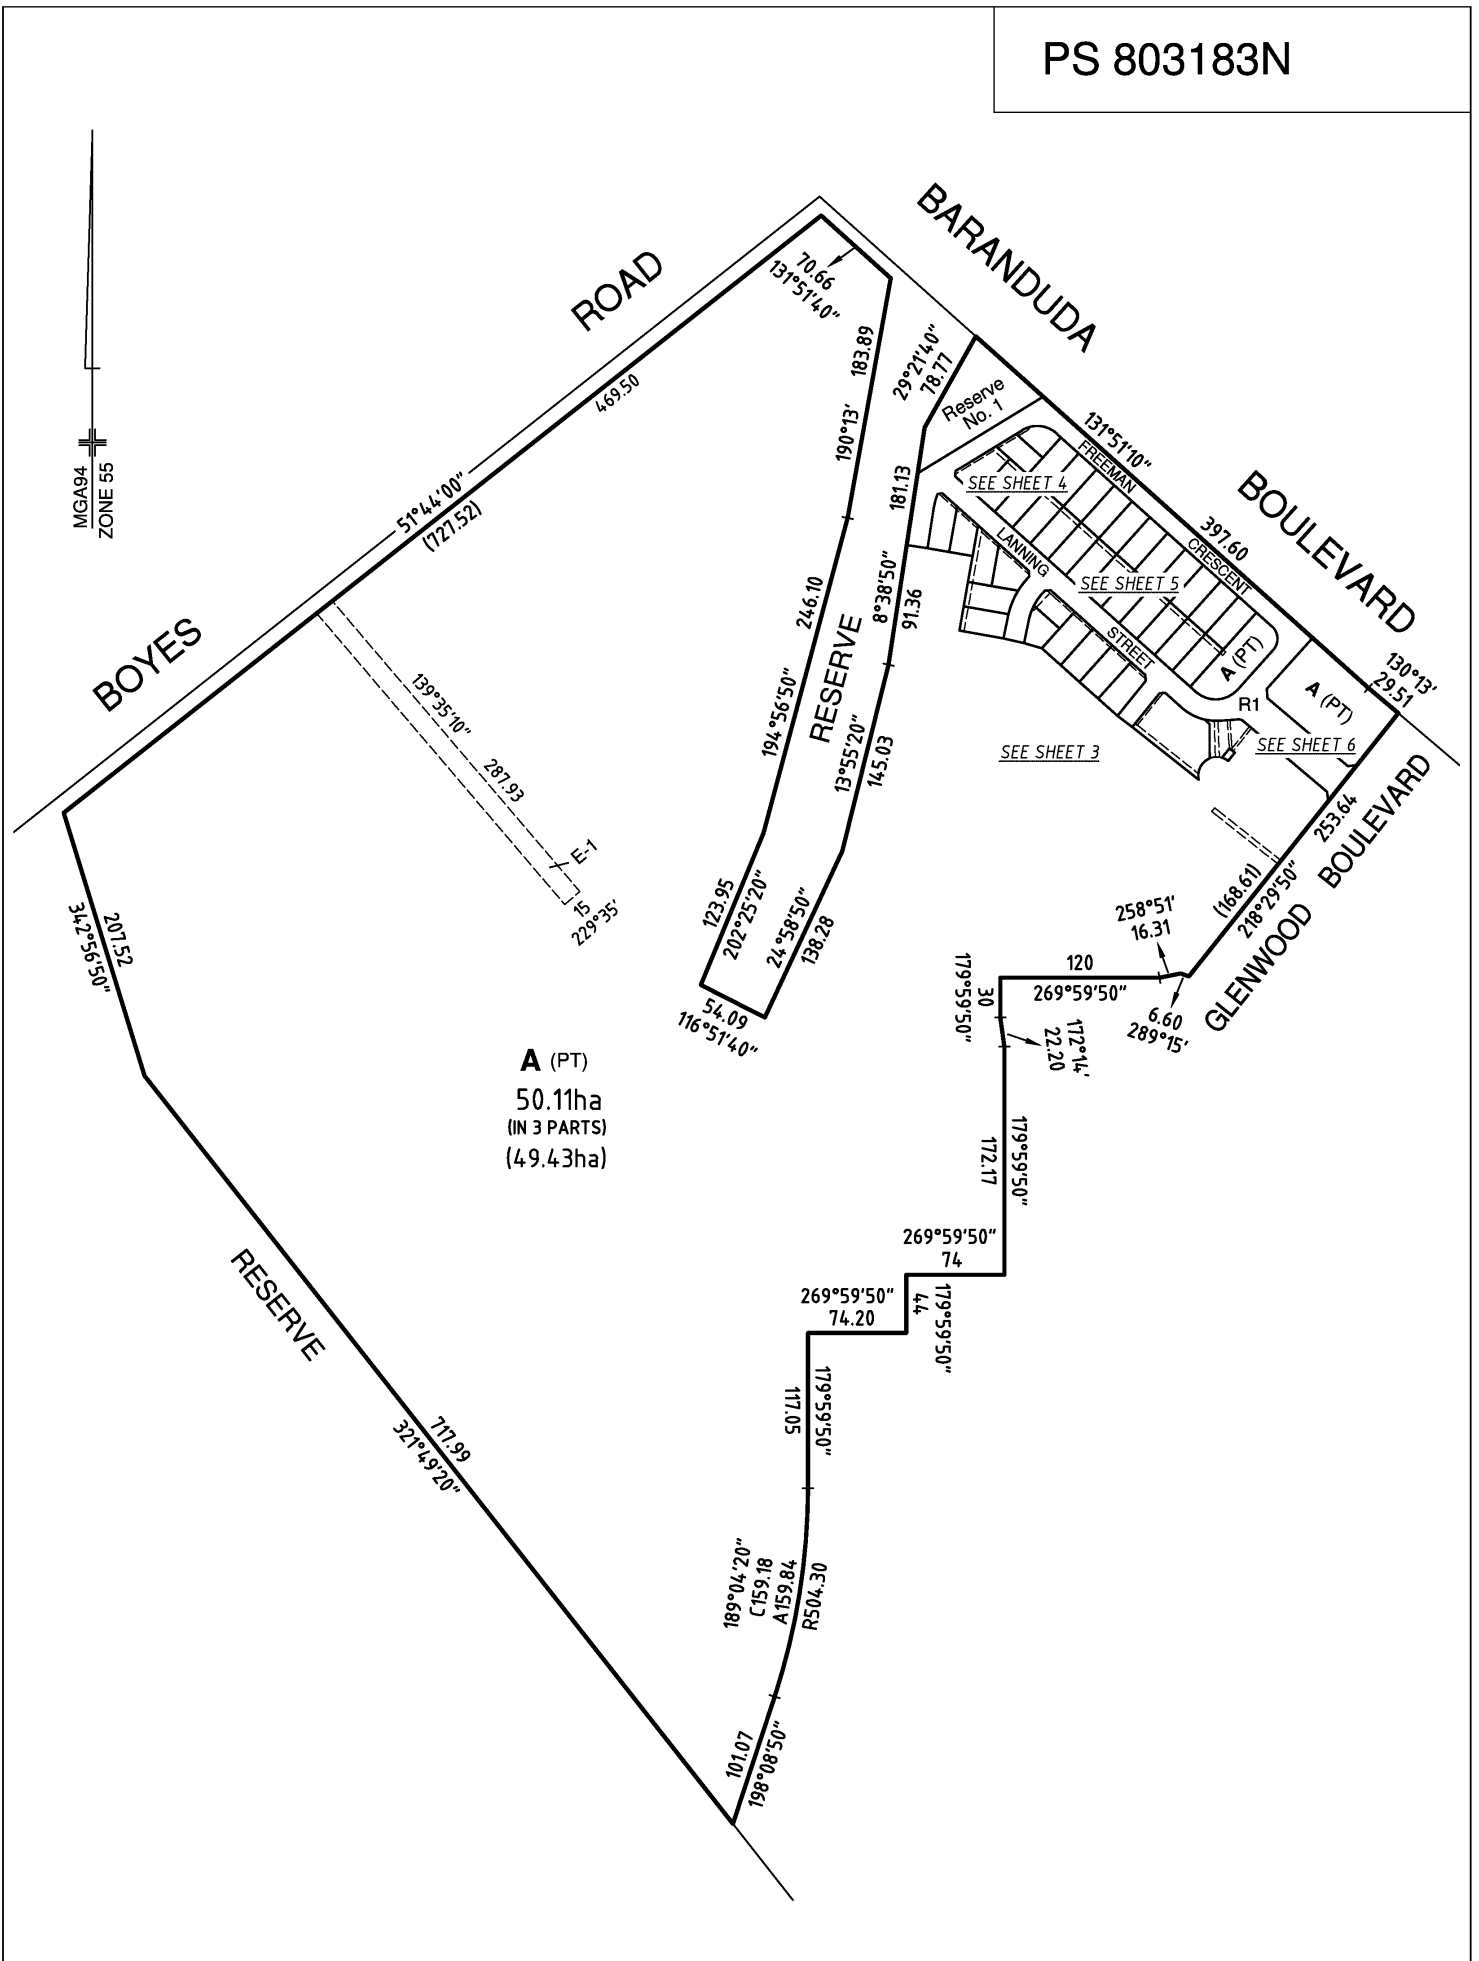 PS 803183N
MGA94
ZONE 55
BOYES
ROAD
BARANDUDA
BOULEVARD
70.66
131°51'40"
183.89
190°13'
29°21'40"
78.77
Reserve
No. 1
131°51'10"
397.60
FREEMAN
CRESCENT
469.50
51°44'00"
(727.52)
181.13
SEE SHEET 4
LANNING
STREET
SEE SHEET 5
246.10
194°56'50"
RESERVE
8°38'50"
91.36
A (PT)
A (PT)
R1
130°13'
29.51
SEE SHEET 3
SEE SHEET 6
139°35'10"
287.93
E-1
15
229°35'
13°55'20"
145.03
253.64
(168.61)
218°29'50"
GLENWOOD
BOULEVARD
207.52
342°56'50"
123.95
202°25'20"
24°58'50"
138.28
54.09
116°51'40"
258°51'
16.31
120
269°59'50"
6.60
289°15'
30
179°59'50"
172°14'
22.20
A (PT)
50.11ha
(IN 3 PARTS)
(49.43ha)
179°59'50"
172.17
269°59'50"
74
44
179°59'50"
269°59'50"
74.20
179°59'50"
117.05
RESERVE
717.99
321°49'20"
189°04'20"
C159.18
A159.84
R504.30
101.07
198°08'50"